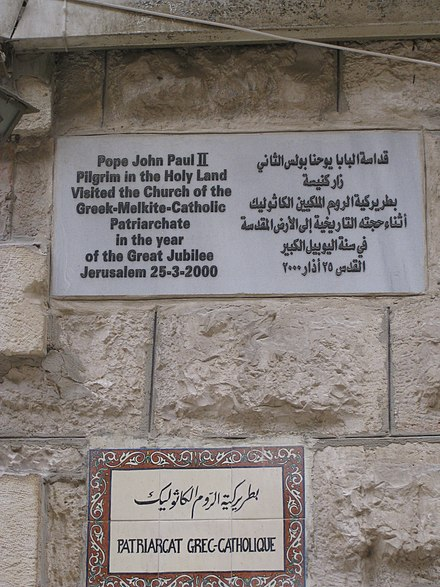 Pope John Paul II
Pilgrim in the Holy Land
Visited the Church of the
Greek-Melkite-Catholic
Patriarchate
in the year
of the Great Jubilee
Jerusalem 25-3-2000
قداسة البابا يوحنا بولس الثاني
زار كنيسة
بطريركية الروم الملكيين الكاثوليك
أثناء حجته التاريخية إلى الأرض المقدسة
في سنة اليوبيل الكبير
القدس ٢٥ أذار ٢٠٠٠
بطريركية الروم الكاثوليك
PATRIARCAT GREC-CATHOLIQUE